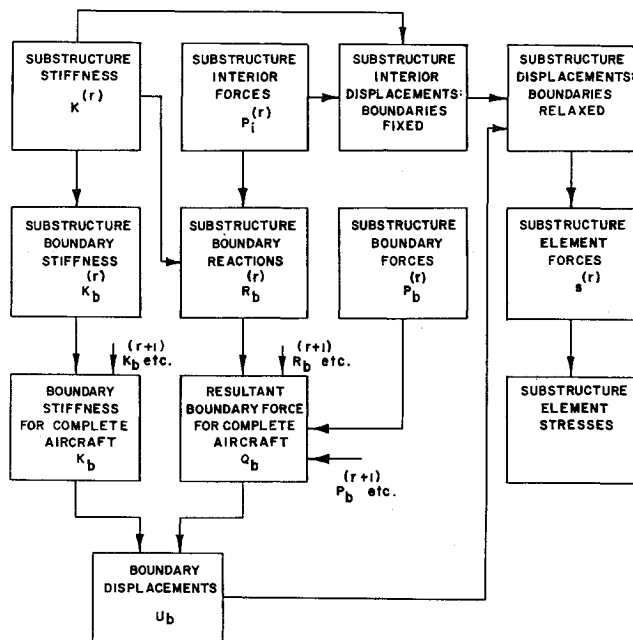 SUBSTRUCTURE
STIFFNESS
K^(r)
SUBSTRUCTURE
INTERIOR
FORCES
P_i^(r)
SUBSTRUCTURE
INTERIOR
DISPLACEMENTS:
BOUNDARIES
FIXED
SUBSTRUCTURE
DISPLACEMENTS:
BOUNDARIES
RELAXED
SUBSTRUCTURE
BOUNDARY
STIFFNESS
K_b^(r)
SUBSTRUCTURE
BOUNDARY
REACTIONS
R_b^(r)
SUBSTRUCTURE
BOUNDARY
FORCES
P_b^(r)
SUBSTRUCTURE
ELEMENT
FORCES
s^(r)
K_b^(r+1) etc.
R_b^(r+1) etc.
BOUNDARY
STIFFNESS
FOR COMPLETE
AIRCRAFT
K_b
RESULTANT
BOUNDARY FORCE
FOR COMPLETE
AIRCRAFT
Q_b
P_b^(r+1) etc.
SUBSTRUCTURE
ELEMENT
STRESSES
BOUNDARY
DISPLACEMENTS
U_b